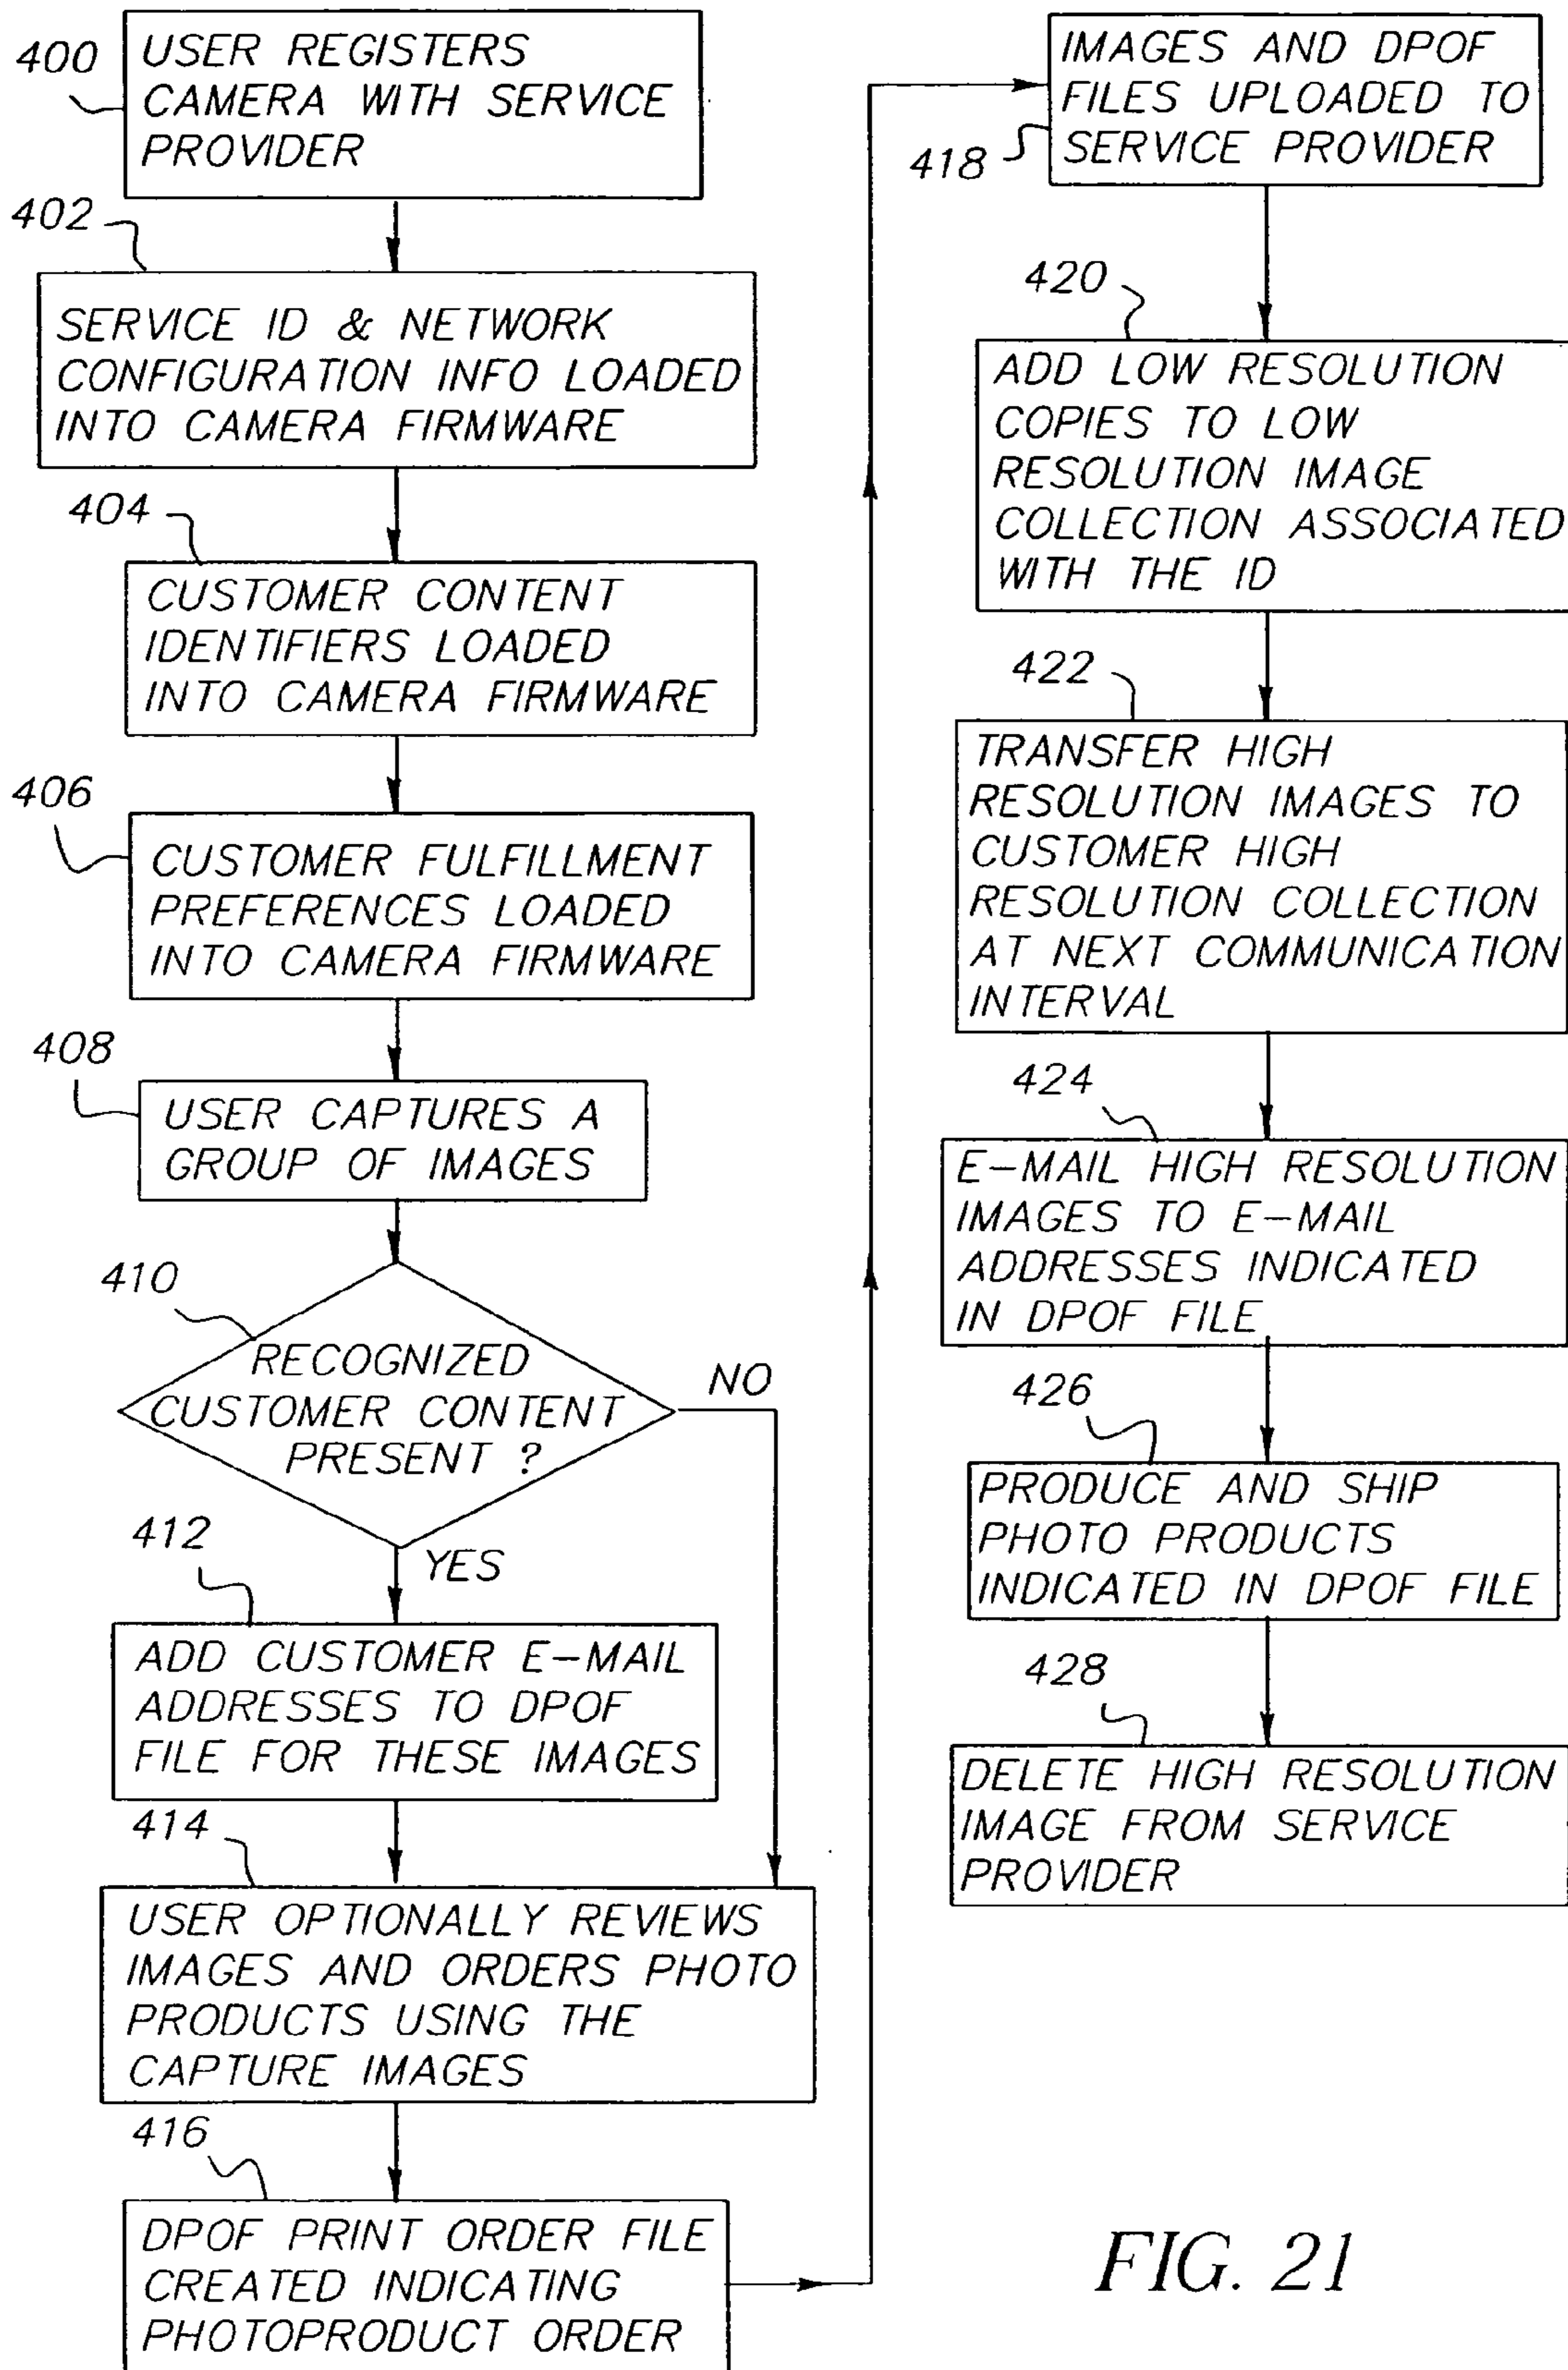 400
USER REGISTERS
CAMERA WITH SERVICE
PROVIDER
402
SERVICE ID & NETWORK
CONFIGURATION INFO LOADED
INTO CAMERA FIRMWARE
404
CUSTOMER CONTENT
IDENTIFIERS LOADED
INTO CAMERA FIRMWARE
406
CUSTOMER FULFILLMENT
PREFERENCES LOADED
INTO CAMERA FIRMWARE
408
USER CAPTURES A
GROUP OF IMAGES
410
RECOGNIZED
CUSTOMER CONTENT
PRESENT ?
NO
YES
412
ADD CUSTOMER E-MAIL
ADDRESSES TO DPOF
FILE FOR THESE IMAGES
414
USER OPTIONALLY REVIEWS
IMAGES AND ORDERS PHOTO
PRODUCTS USING THE
CAPTURE IMAGES
416
DPOF PRINT ORDER FILE
CREATED INDICATING
PHOTOPRODUCT ORDER
418
IMAGES AND DPOF
FILES UPLOADED TO
SERVICE PROVIDER
420
ADD LOW RESOLUTION
COPIES TO LOW
RESOLUTION IMAGE
COLLECTION ASSOCIATED
WITH THE ID
422
TRANSFER HIGH
RESOLUTION IMAGES TO
CUSTOMER HIGH
RESOLUTION COLLECTION
AT NEXT COMMUNICATION
INTERVAL
424
E-MAIL HIGH RESOLUTION
IMAGES TO E-MAIL
ADDRESSES INDICATED
IN DPOF FILE
426
PRODUCE AND SHIP
PHOTO PRODUCTS
INDICATED IN DPOF FILE
428
DELETE HIGH RESOLUTION
IMAGE FROM SERVICE
PROVIDER
FIG. 21